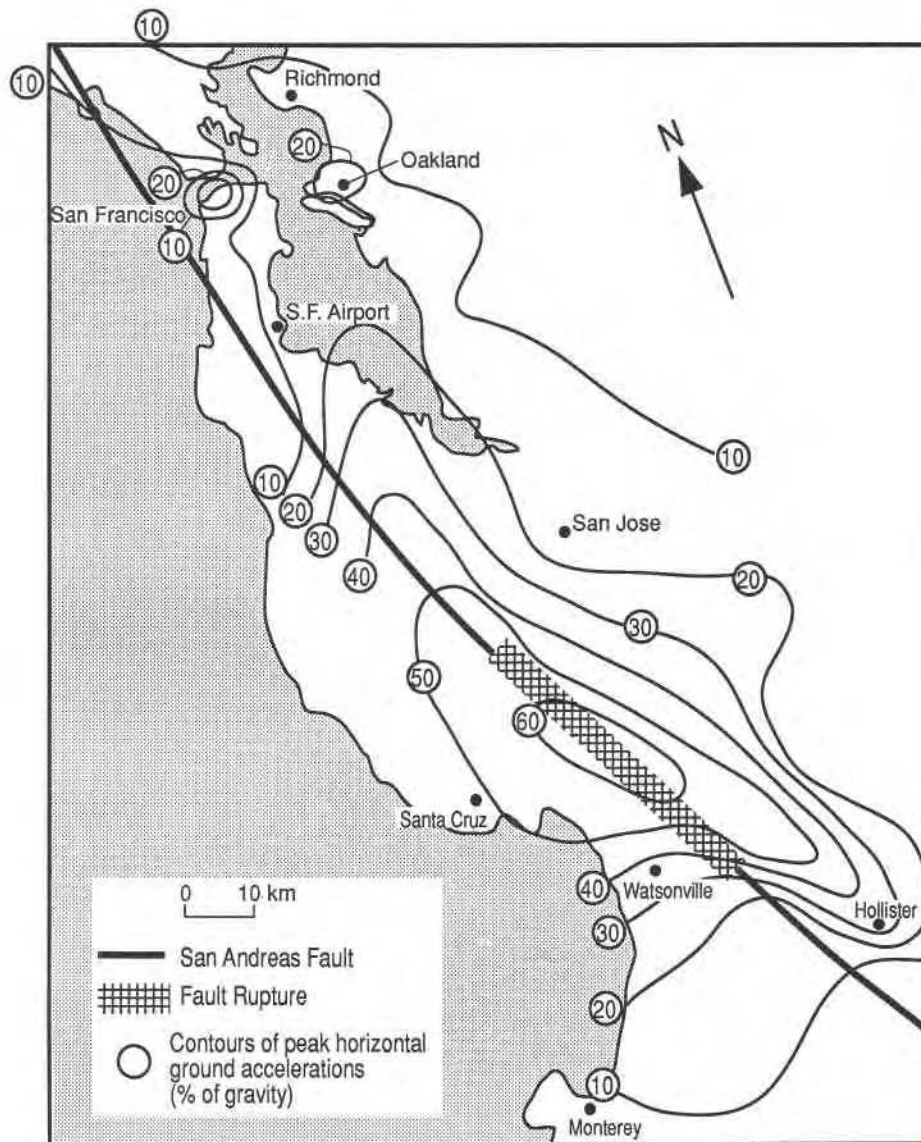 10
10
Richmond
N
20
Oakland
20
San Francisco
10
S.F. Airport
10
10
20
San Jose
30
40
20
30
50
60
Santa Cruz
40
Watsonville
Hollister
30
20
10
Monterey
0 10 km
San Andreas Fault
Fault Rupture
Contours of peak horizontal
ground accelerations
(% of gravity)